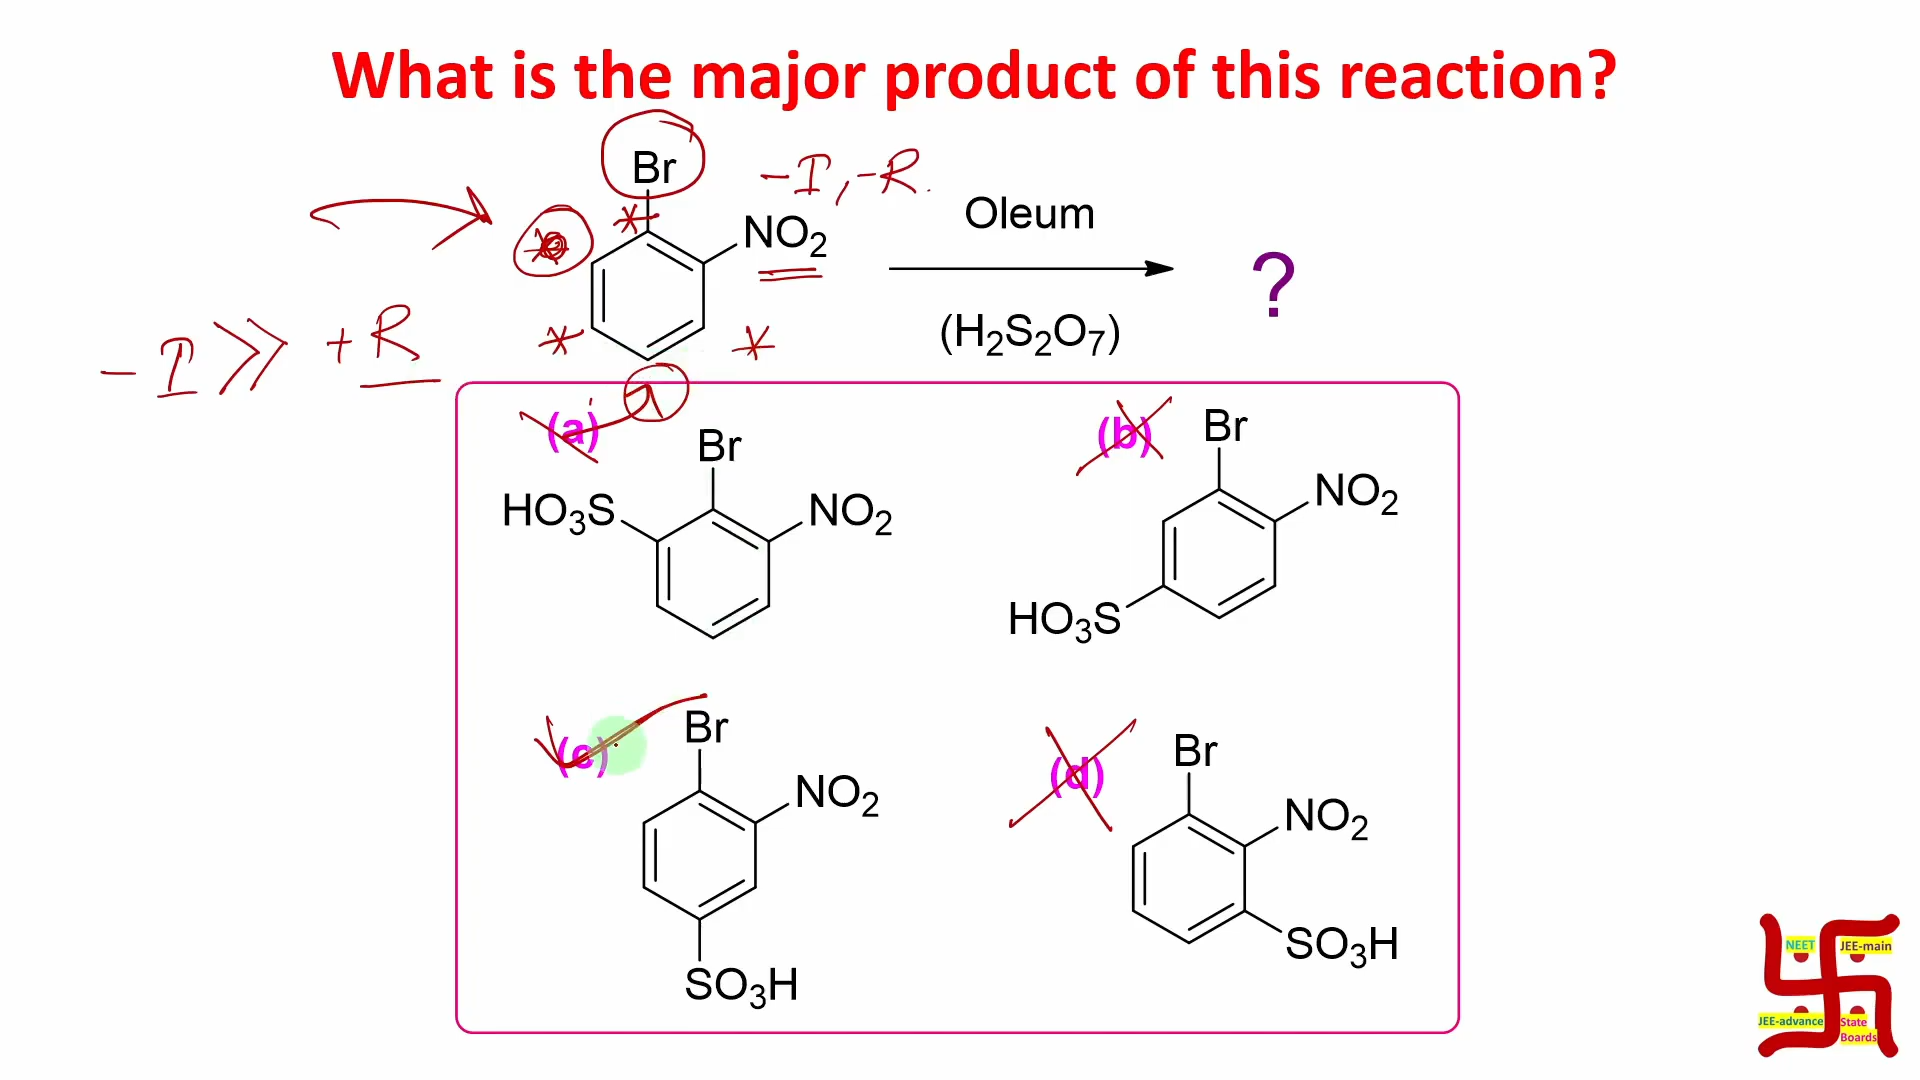 What is the major product of this reaction?
Br
NO2
-I, -R.
Oleum
(H2S2O7)
?
-I >> +R
(a)
Br
HO3S
NO2
(b)
Br
NO2
HO3S
(c)
Br
NO2
SO3H
(d)
Br
NO2
SO3H
NEET
JEE-main
JEE-advance
State
Boards